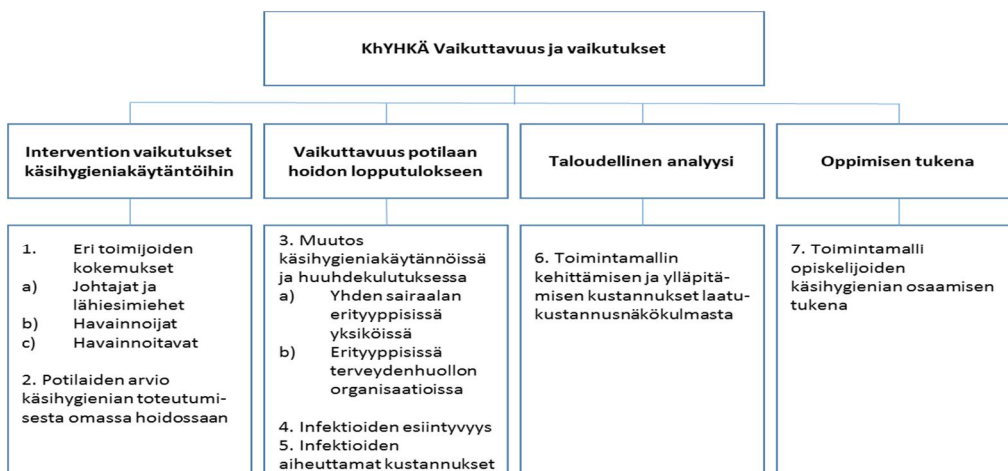 KhYHKÄ Vaikuttavuus ja vaikutukset
Intervention vaikutukset
käsihygieniakäytäntöihin
1. Eri toimijoiden
kokemukset
a) Johtajat ja
lähiesimiehet
b) Havainnoijat
c) Havainnoitavat
2. Potilaiden arvio
käsihygienian toteutumi-
sesta omassa hoidossaan
Vaikuttavuus potilaan
hoidon lopputulokseen
3. Muutos
käsihygieniakäytännöissä
ja huuhdekulutuksessa
a) Yhden sairaalan
erityyppisissä
yksiköissä
b) Erityyppisissä
terveydenhuollon
organisaatioissa
4. Infektioiden esiintyvyys
5. Infektioiden
aiheuttamat kustannukset
Taloudellinen analyysi
6. Toimintamallin
kehittämisen ja ylläpitä-
misen kustannukset laatu-
kustannusnäkökulmasta
Oppimisen tukena
7. Toimintamalli
opiskelijoiden
käsihygienian osaamisen
tukena